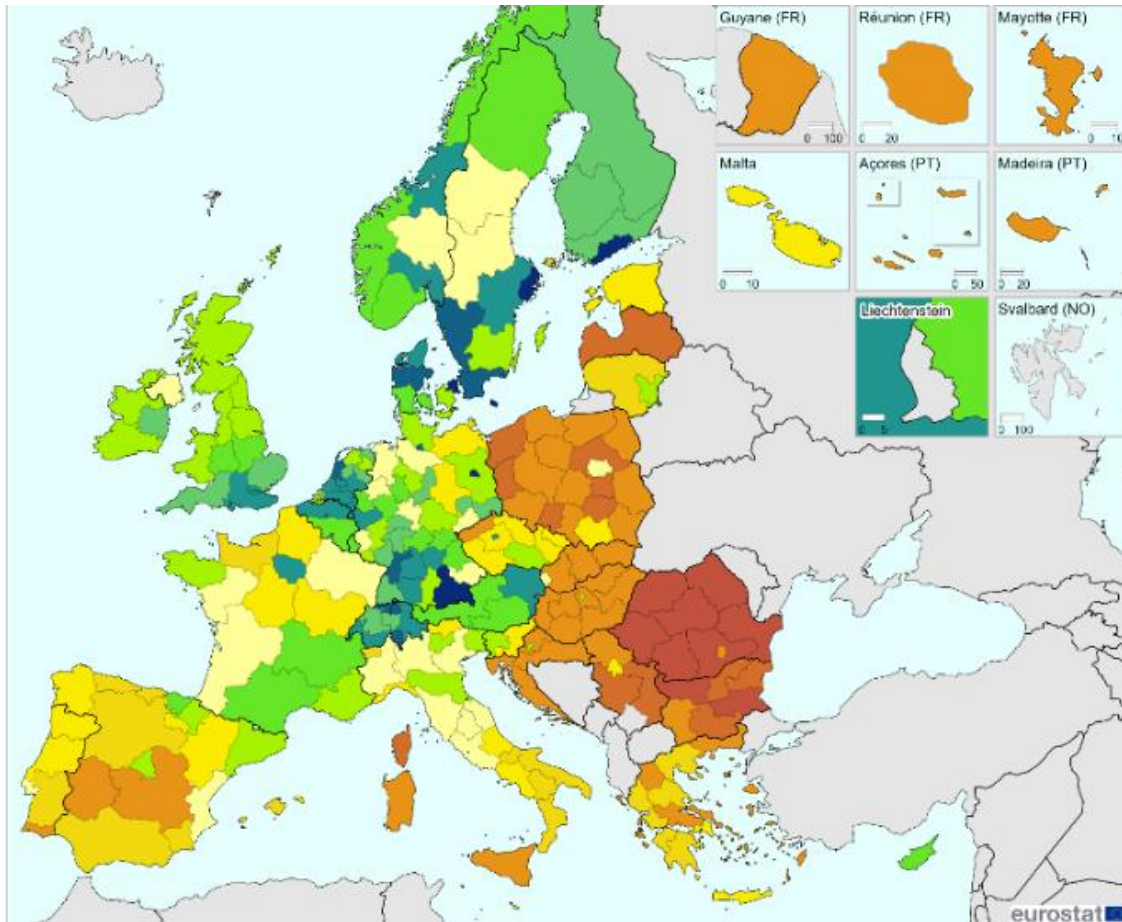 Guyane (FR)
0 100
Réunion (FR)
0 20
Mayotte (FR)
0 10
Malta
0 10
Açores (PT)
0 50
Madeira (PT)
0 20
Liechtenstein
0 5
Svalbard (NO)
0 100
eurostat